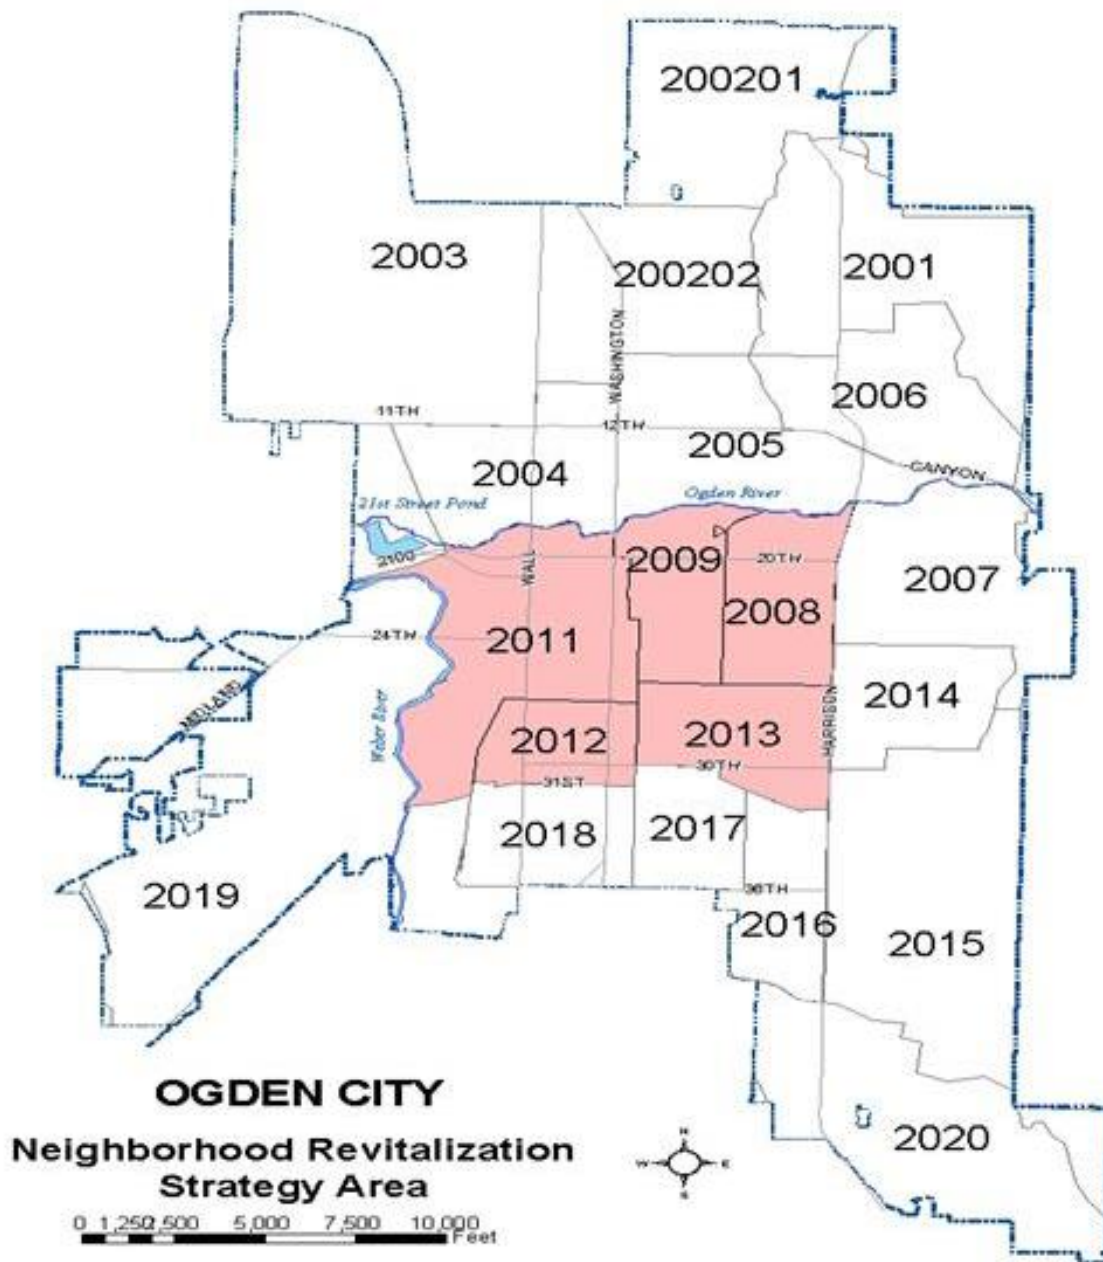 200201
2003
200202
2001
WASHINGTON
2006
11TH
12TH
2005
2004
CANYON
21st Street Pond
Ogden River
2100
WALL
2009
20TH
2007
2008
24TH
2011
MIDLAND
2014
Weber River
2012
2013
HARRISON
30TH
31ST
2018
2017
2019
36TH
2016
2015
OGDEN CITY
2020
Neighborhood Revitalization
Strategy Area
N
W E
S
0 1,250 2,500 5,000 7,500 10,000
Feet